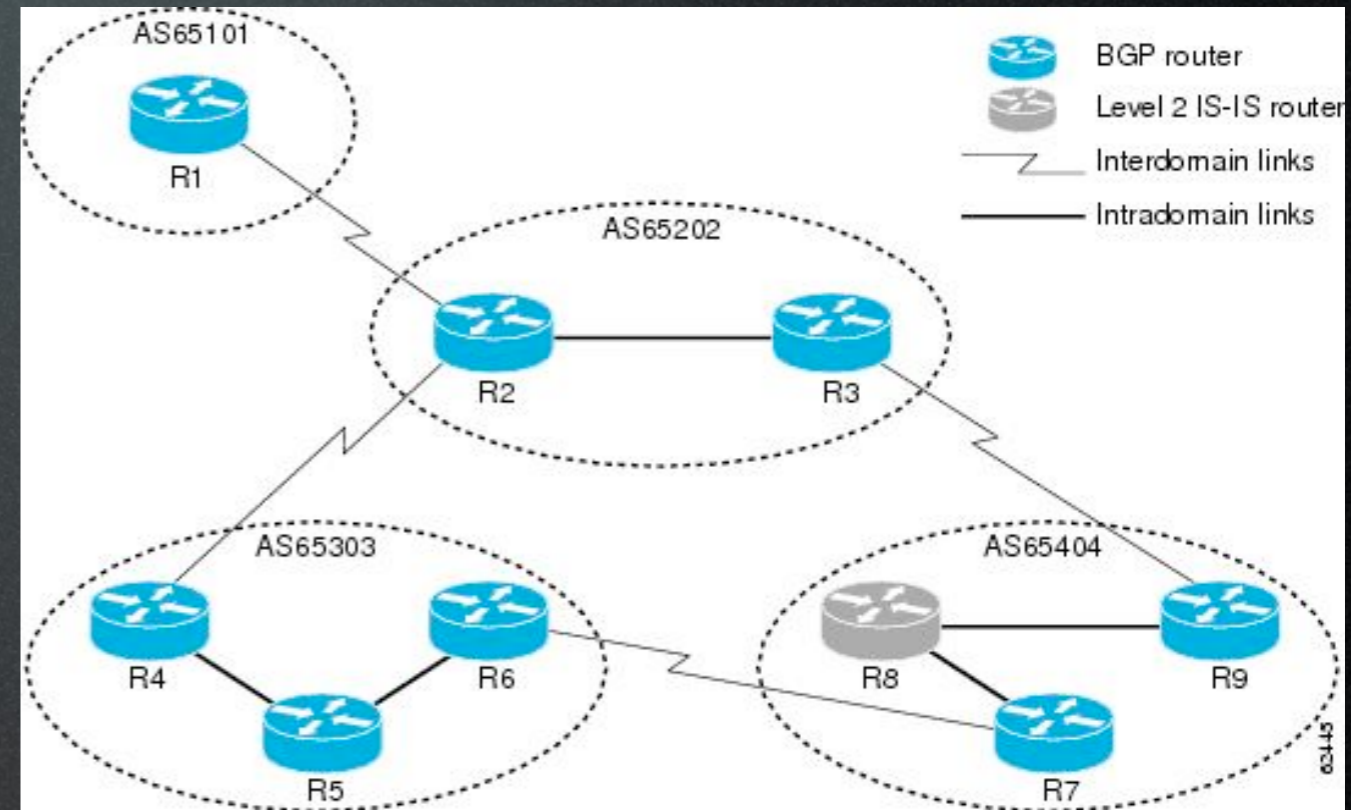 AS65101
R1
BGP router
Level 2 IS-IS router
Interdomain links
Intradomain links
AS65202
R2
R3
AS65303
R4
R6
R5
AS65404
R8
R9
R7
62445